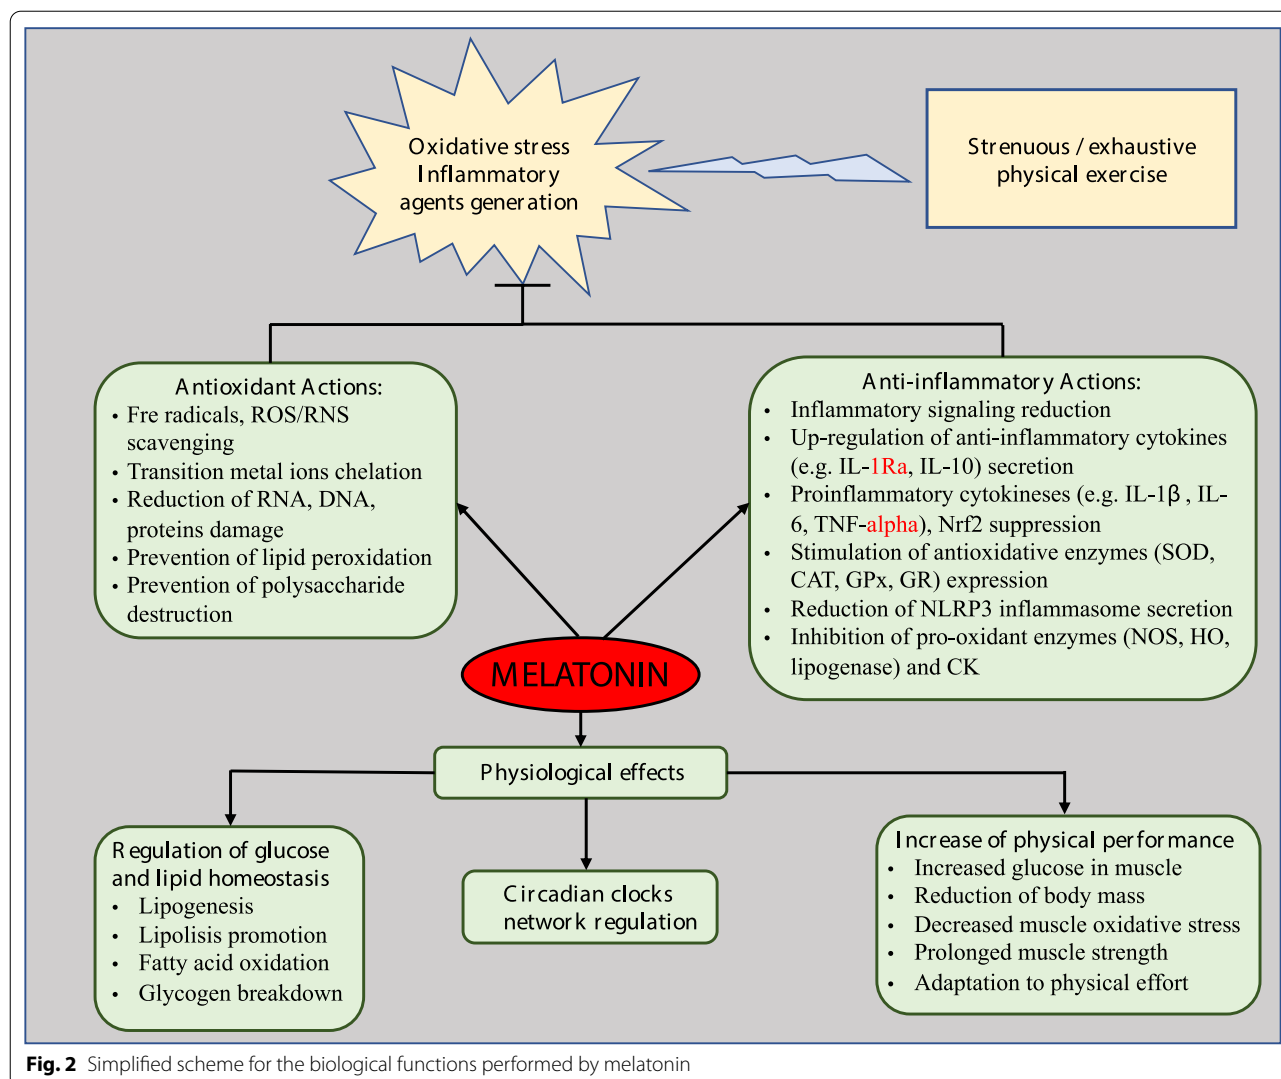 Oxidative stress
Inflammatory
agents generation
Strenuous / exhaustive
physical exercise
Antioxidant Actions:
• Fre radicals, ROS/RNS
scavenging
• Transition metal ions chelation
• Reduction of RNA, DNA,
proteins damage
• Prevention of lipid peroxidation
• Prevention of polysaccharide
destruction
Anti-inflammatory Actions:
• Inflammatory signaling reduction
• Up-regulation of anti-inflammatory cytokines
(e.g. IL-1Ra, IL-10) secretion
• Proinflammatory cytokineses (e.g. IL-1β , IL-
6, TNF-alpha), Nrf2 suppression
• Stimulation of antioxidative enzymes (SOD,
CAT, GPx, GR) expression
• Reduction of NLRP3 inflammasome secretion
• Inhibition of pro-oxidant enzymes (NOS, HO,
lipogenase) and CK
MELATONIN
Physiological effects
Regulation of glucose
and lipid homeostasis
• Lipogenesis
• Lipolisis promotion
• Fatty acid oxidation
• Glycogen breakdown
Circadian clocks
network regulation
Increase of physical performance
• Increased glucose in muscle
• Reduction of body mass
• Decreased muscle oxidative stress
• Prolonged muscle strength
• Adaptation to physical effort
Fig. 2 Simplified scheme for the biological functions performed by melatonin